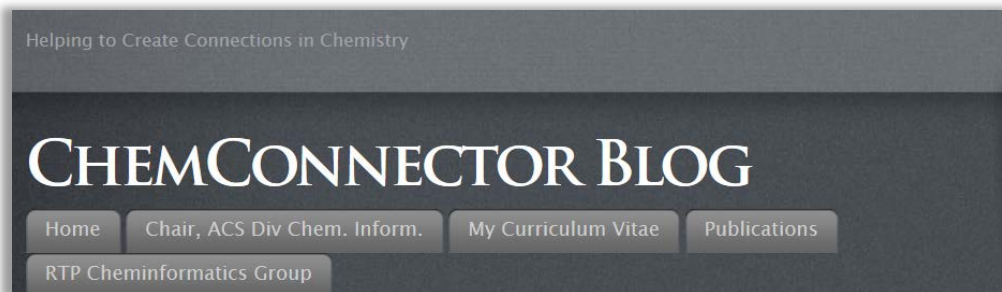 Helping to Create Connections in Chemistry
CHEMCONNECTOR BLOG
Home Chair, ACS Div Chem. Inform. My Curriculum Vitae Publications
RTP Cheminformatics Group